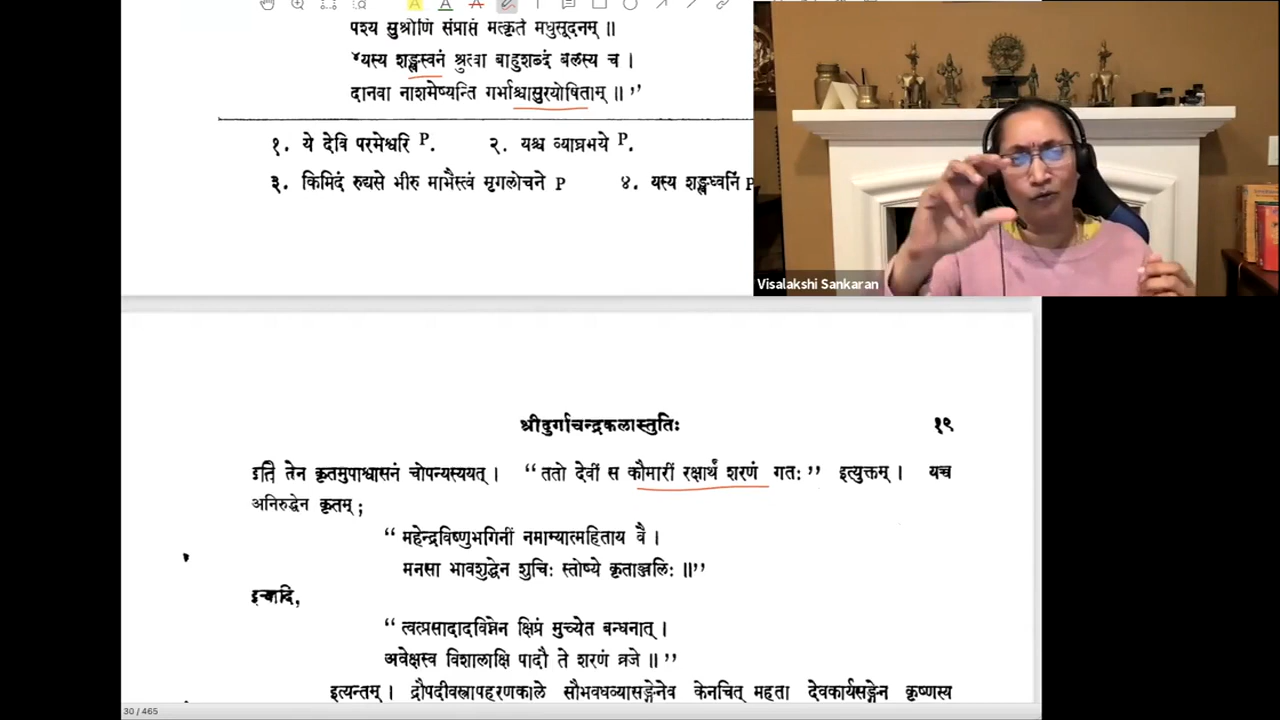 पश्य सुश्रोणि संप्राप्तं मत्कृते मधुसूदनम् ॥
४यस्य शङ्खस्वनं श्रुत्वा बाहुशब्दं बलस्य च ।
दानवा नाशमेष्यन्ति गर्भाश्चासुरयोषिताम् ॥ ’’
१. ये देवि परमेश्वरि P. २. यश्च व्याघ्रभये P.
३. किमिदं रुद्यसे भीरु माभैस्त्वं मृगलोचने P ४. यस्य शङ्खध्वनिं P
Visalakshi Sankaran
श्रीदुर्गाचन्द्रकलास्तुतिः १९
इति तेन कृतमुपाश्वासनं चोपन्यस्ययत् । ‘‘ ततो देवीं स कौमारीं रक्षार्थं शरणं गतः ’’ इत्युक्तम् । यच्च
अनिरुद्धेन कृतम् ;
‘‘ महेन्द्रविष्णुभगिनीं नमाम्यात्महिताय वै ।
मनसा भावशुद्धेन शुचिः स्तोष्ये कृताञ्जलिः ॥’’
इत्यादि,
‘‘ त्वत्प्रसादादविघ्नेन क्षिप्रं मुच्येत बन्धनात् ।
अवेक्षस्व विशालाक्षि पादौ ते शरणं व्रजे ॥ ’’
इत्यन्तम् । द्रौपदीवस्त्रापहरणकाले सौभवधव्यासङ्गेनेव केनचित् महता देवकार्यसङ्गेन कृष्णस्य
30 / 465